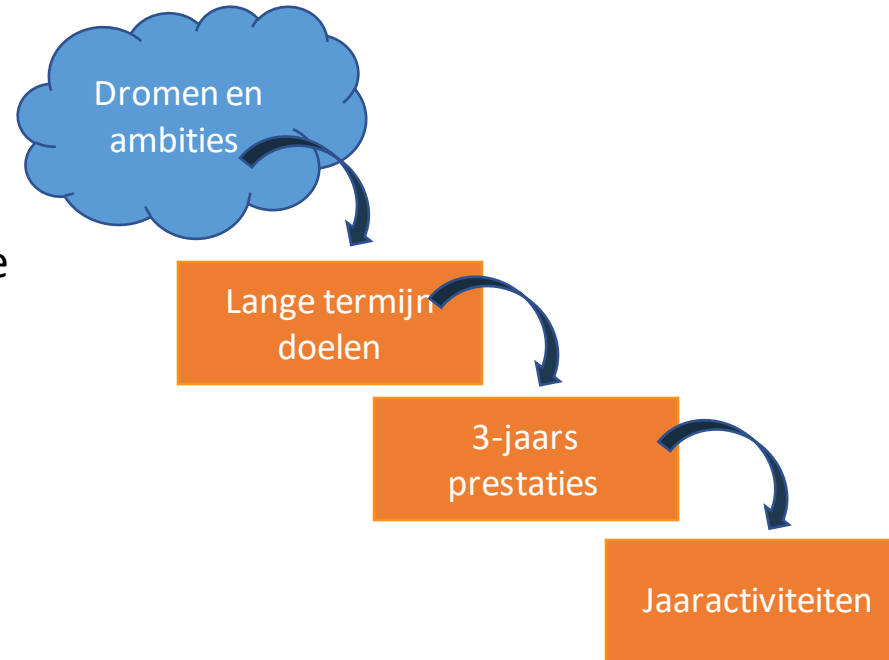 Dromen en
ambities
e
Lange termijn
doelen
3-jaars
prestaties
Jaaractiviteiten